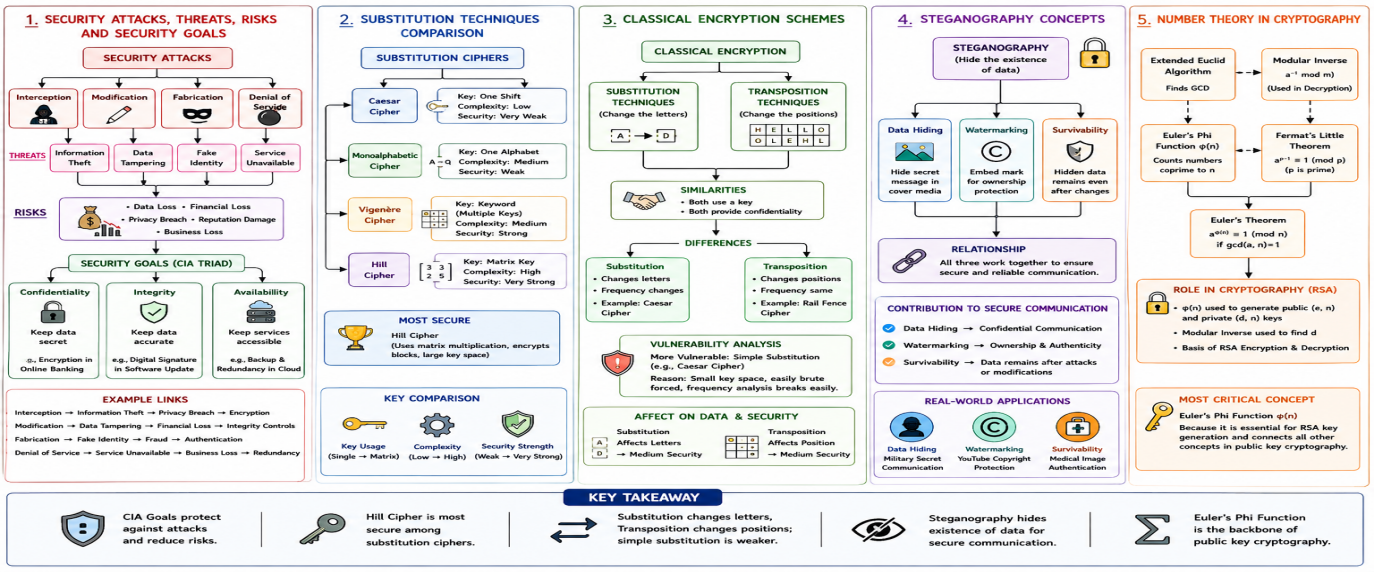 1. SECURITY ATTACKS, THREATS, RISKS
AND SECURITY GOALS
SECURITY ATTACKS
Interception
Modification
Fabrication
Denial of
Service
THREATS
Information
Theft
Data
Tampering
Fake
Identity
Service
Unavailable
RISKS
• Data Loss • Financial Loss
• Privacy Breach • Reputation Damage
• Business Loss
SECURITY GOALS (CIA TRIAD)
Confidentiality
Keep data
secret
.g., Encryption in
Online Banking
Integrity
Keep data
accurate
e.g., Digital Signature
in Software Update
Availability
Keep services
accessible
e.g., Backup &
Redundancy in Cloud
EXAMPLE LINKS
Interception → Information Theft → Privacy Breach → Encryption
Modification → Data Tampering → Financial Loss → Integrity Controls
Fabrication → Fake Identity → Fraud → Authentication
Denial of Service → Service Unavailable → Business Loss → Redundancy
2. SUBSTITUTION TECHNIQUES
COMPARISON
SUBSTITUTION CIPHERS
Caesar
Cipher
Key: One Shift
Complexity: Low
Security: Very Weak
Monoalphabetic
Cipher
A → Q
Key: One Alphabet
Complexity: Medium
Security: Weak
Vigenère
Cipher
Key: Keyword
(Multiple Keys)
Complexity: Medium
Security: Strong
Hill
Cipher
3 3
2 5
Key: Matrix Key
Complexity: High
Security: Very Strong
MOST SECURE
Hill Cipher
(Uses matrix multiplication, encrypts
blocks, large key space)
KEY COMPARISON
Key Usage
(Single → Matrix)
Complexity
(Low → High)
Security Strength
(Weak → Very Strong)
3. CLASSICAL ENCRYPTION SCHEMES
CLASSICAL ENCRYPTION
SUBSTITUTION
TECHNIQUES
(Change the letters)
A → D
TRANSPOSITION
TECHNIQUES
(Change the positions)
H E L L O
O L E H L
SIMILARITIES
• Both use a key
• Both provide confidentiality
DIFFERENCES
Substitution
• Changes letters
• Frequency changes
• Example: Caesar
Cipher
Transposition
• Changes positions
• Frequency same
• Example: Rail Fence
Cipher
VULNERABILITY ANALYSIS
More Vulnerable: Simple Substitution
(e.g., Caesar Cipher)
Reason: Small key space, easily brute
forced, frequency analysis breaks easily.
AFFECT ON DATA & SECURITY
Substitution
A
D
Affects Letters
→ Medium Security
Transposition
Affects Position
→ Medium Security
4. STEGANOGRAPHY CONCEPTS
STEGANOGRAPHY
(Hide the existence
of data)
Data Hiding
Hide secret
message in
cover media
Watermarking
©
Embed mark
for ownership
protection
Survivability
Hidden data
remains even
after changes
RELATIONSHIP
All three work together to ensure
secure and reliable communication.
CONTRIBUTION TO SECURE COMMUNICATION
Data Hiding → Confidential Communication
Watermarking → Ownership & Authenticity
Survivability → Data remains after attacks
or modifications
REAL-WORLD APPLICATIONS
Data Hiding
Military Secret
Communication
©
Watermarking
YouTube Copyright
Protection
Survivability
Medical Image
Authentication
5. NUMBER THEORY IN CRYPTOGRAPHY
Extended Euclid
Algorithm
Finds GCD
Modular Inverse
a⁻¹ mod m)
(Used in Decryption)
Euler's Phi
Function φ(n)
Counts numbers
coprime to n
Fermat's Little
Theorem
aᵖ⁻¹ ≡ 1 (mod p)
(p is prime)
Euler's Theorem
a^φ(n) ≡ 1 (mod n)
if gcd(a, n)=1
ROLE IN CRYPTOGRAPHY (RSA)
• φ(n) used to generate public (e, n)
and private (d, n) keys
• Modular Inverse used to find d
• Basis of RSA Encryption & Decryption
MOST CRITICAL CONCEPT
Euler's Phi Function φ(n)
Because it is essential for RSA key
generation and connects all other
concepts in public key cryptography.
KEY TAKEAWAY
CIA Goals protect
against attacks
and reduce risks.
Hill Cipher is most
secure among
substitution ciphers.
Substitution changes letters,
Transposition changes positions;
simple substitution is weaker.
Steganography hides
existence of data for
secure communication.
Σ
Euler's Phi Function
is the backbone of
public key cryptography.